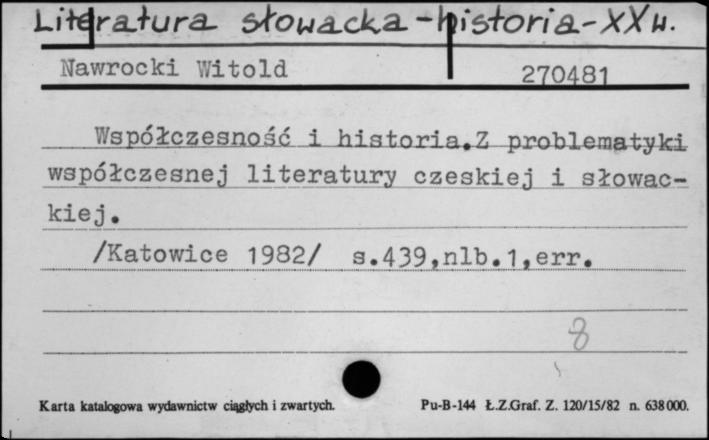 Literatura słowacka-historia-XX w.
Nawrocki Witold 270481
Współczesność i historia.Z problematyki
współczesnej literatury czeskiej i słowac-
kiej.
/Katowice 1982/ s.439,nlb.1,err.
8
Karta katalogowa wydawnictw ciągłych i zwartych. Pu-B-144 Ł.Z.Graf. Z. 120/15/82 n. 638000.